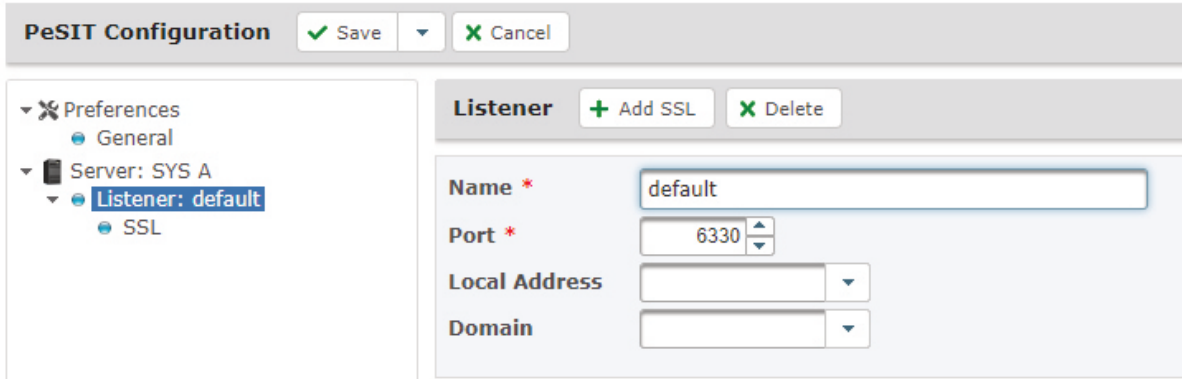 PeSIT Configuration Save Cancel
Preferences
General
Server: SYS A
Listener: default
SSL
Listener Add SSL Delete
Name * default
Port * 6330
Local Address
Domain